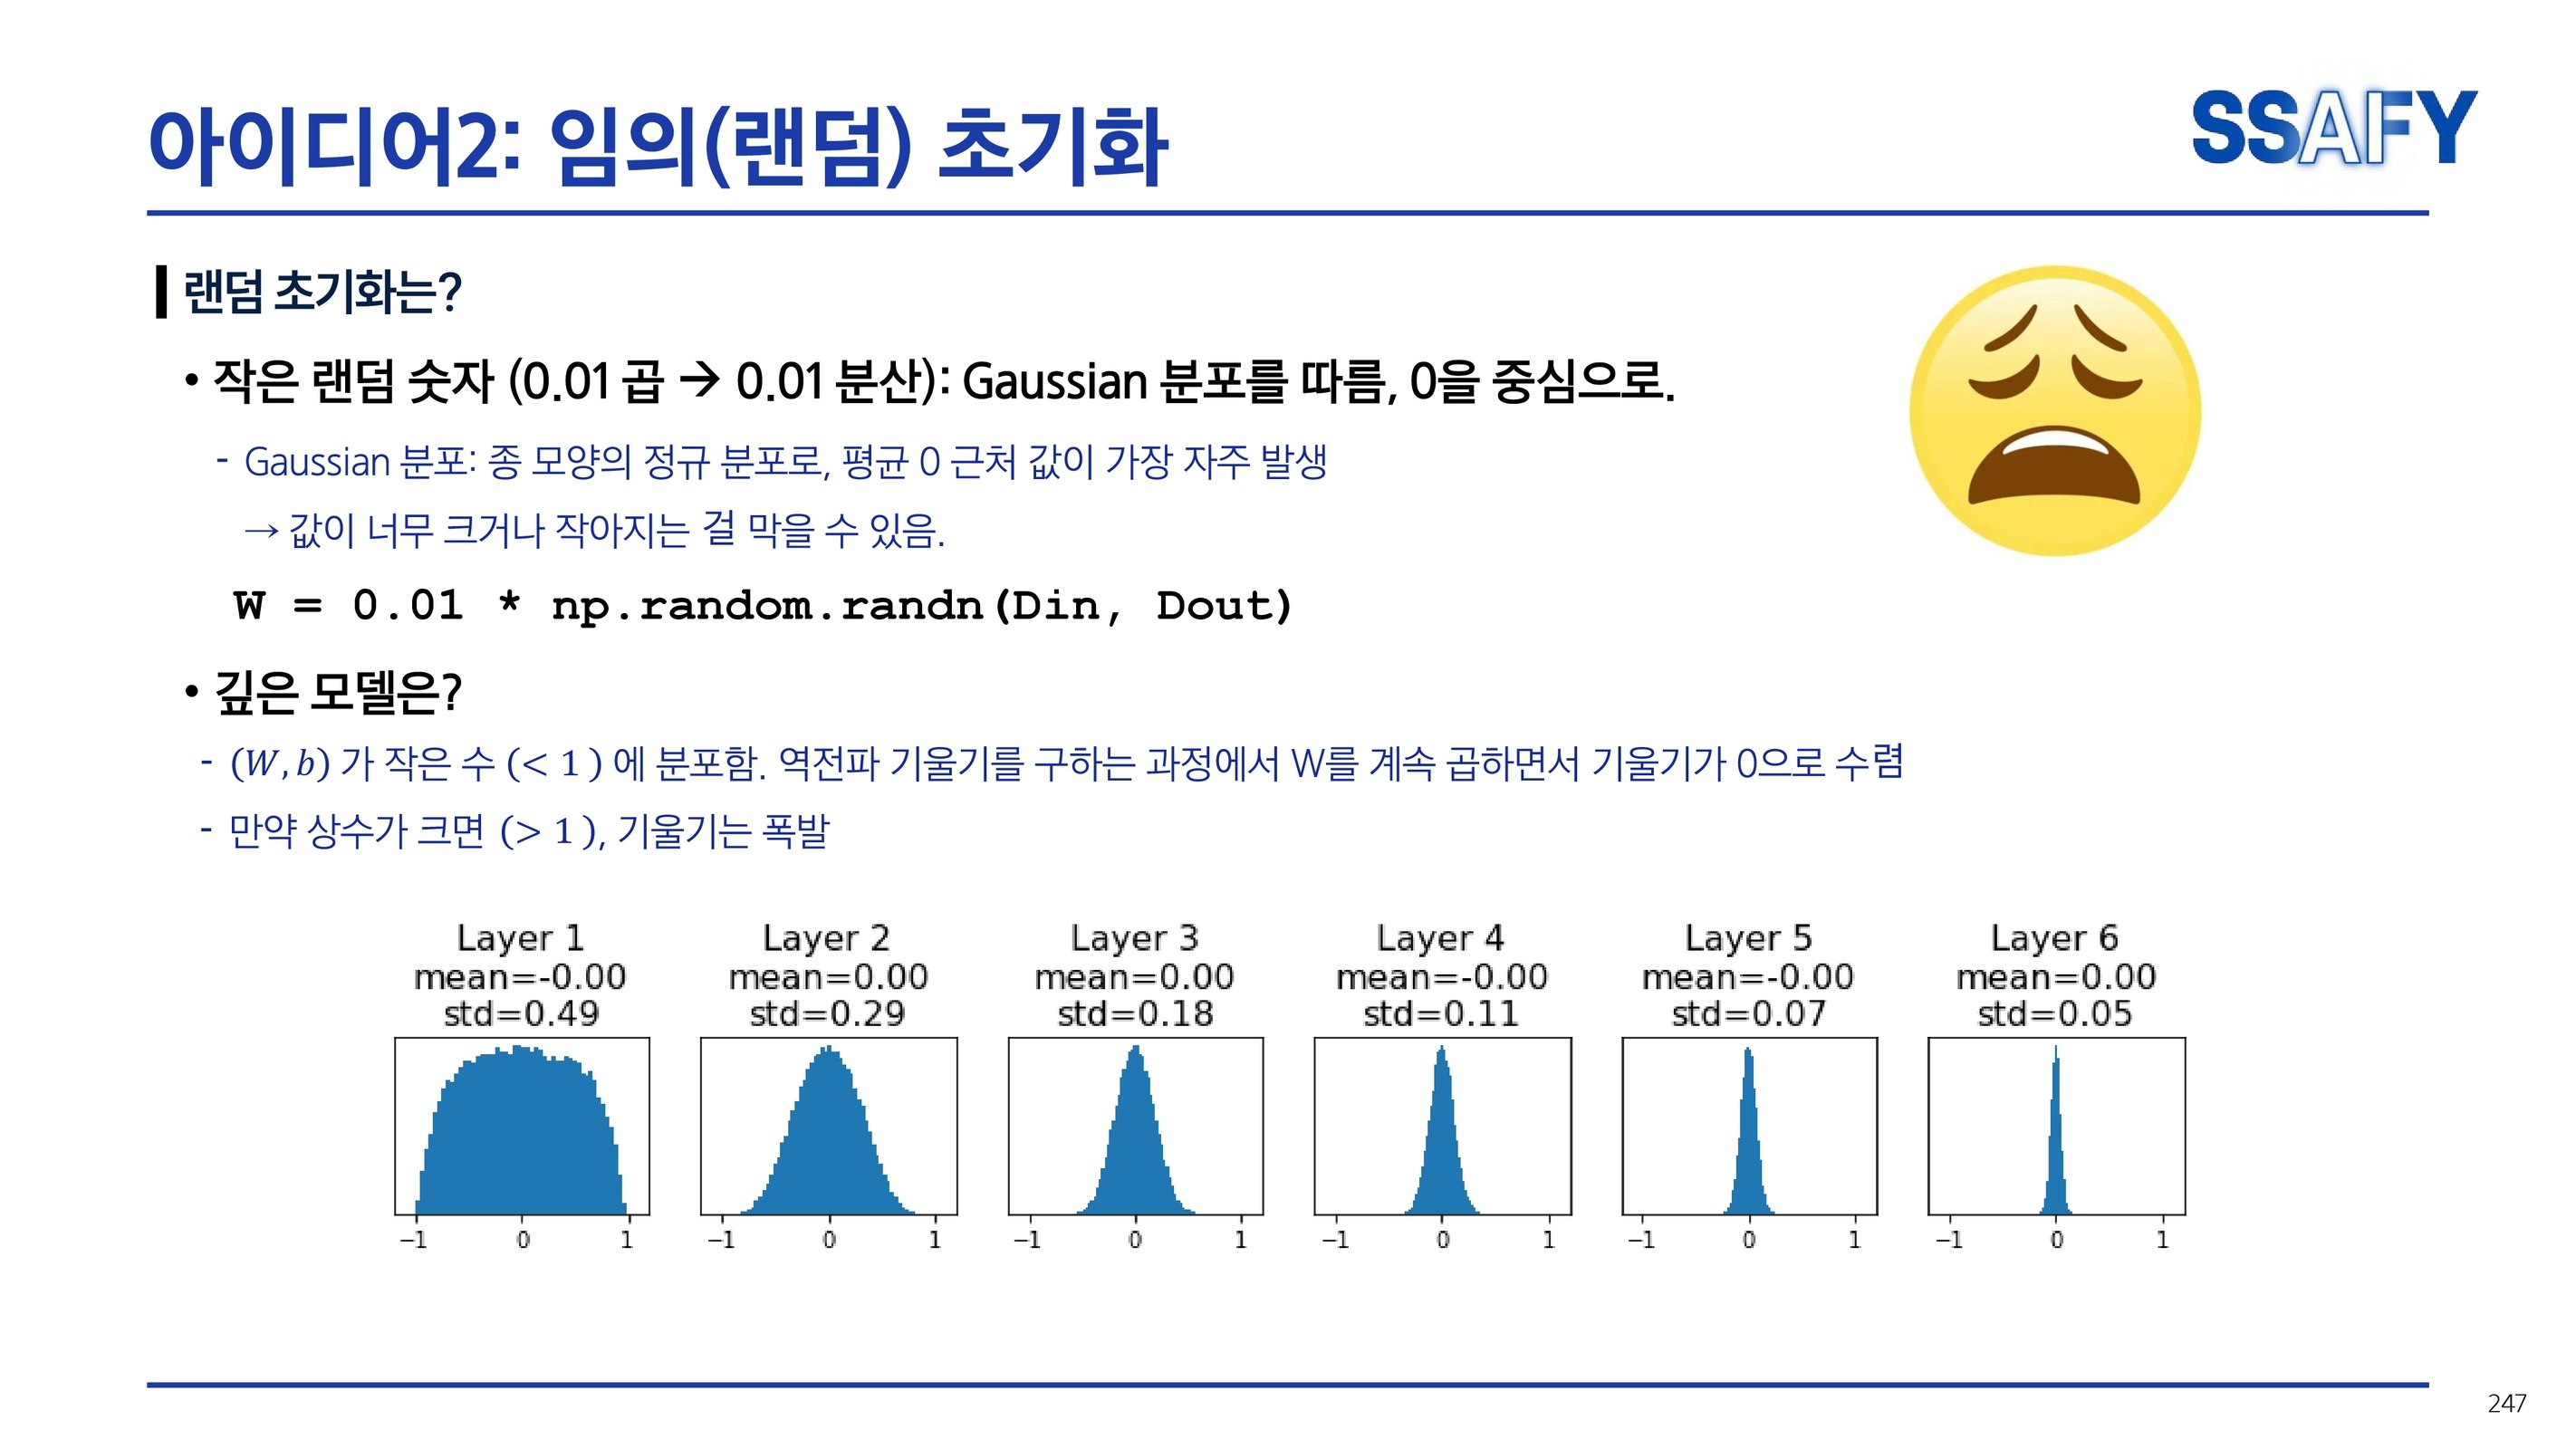 아이디어2: 임의(랜덤) 초기화
SSAFY
랜덤 초기화는?
• 작은 랜덤 숫자 (0.01 곱 → 0.01 분산): Gaussian 분포를 따름, 0을 중심으로.
- Gaussian 분포: 종 모양의 정규 분포로, 평균 0 근처 값이 가장 자주 발생
→ 값이 너무 크거나 작아지는 걸 막을 수 있음.
W = 0.01 * np.random.randn(Din, Dout)
• 깊은 모델은?
- (W, b) 가 작은 수 (< 1 ) 에 분포함. 역전파 기울기를 구하는 과정에서 W를 계속 곱하면서 기울기가 0으로 수렴
- 만약 상수가 크면 (> 1 ), 기울기는 폭발
Layer 1
mean=-0.00
std=0.49
−1 0 1
Layer 2
mean=0.00
std=0.29
−1 0 1
Layer 3
mean=0.00
std=0.18
−1 0 1
Layer 4
mean=-0.00
std=0.11
−1 0 1
Layer 5
mean=-0.00
std=0.07
−1 0 1
Layer 6
mean=0.00
std=0.05
−1 0 1
247